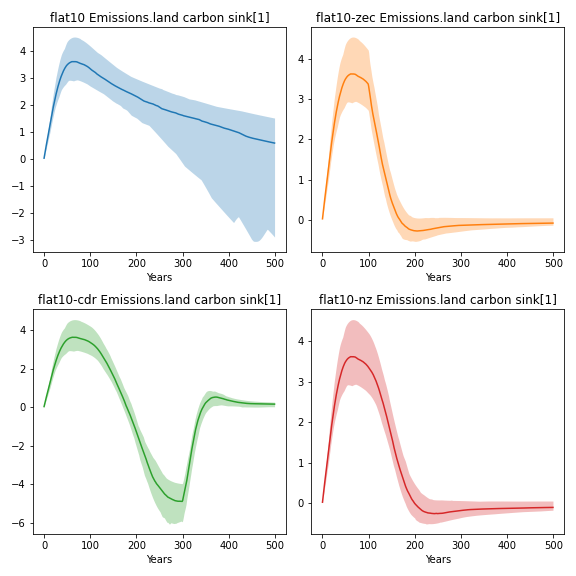 flat10 Emissions.land carbon sink[1]
4
3
2
1
0
−1
−2
−3
0 100 200 300 400 500
Years
flat10-zec Emissions.land carbon sink[1]
4
3
2
1
0
0 100 200 300 400 500
Years
flat10-cdr Emissions.land carbon sink[1]
4
2
0
−2
−4
−6
0 100 200 300 400 500
Years
flat10-nz Emissions.land carbon sink[1]
4
3
2
1
0
0 100 200 300 400 500
Years